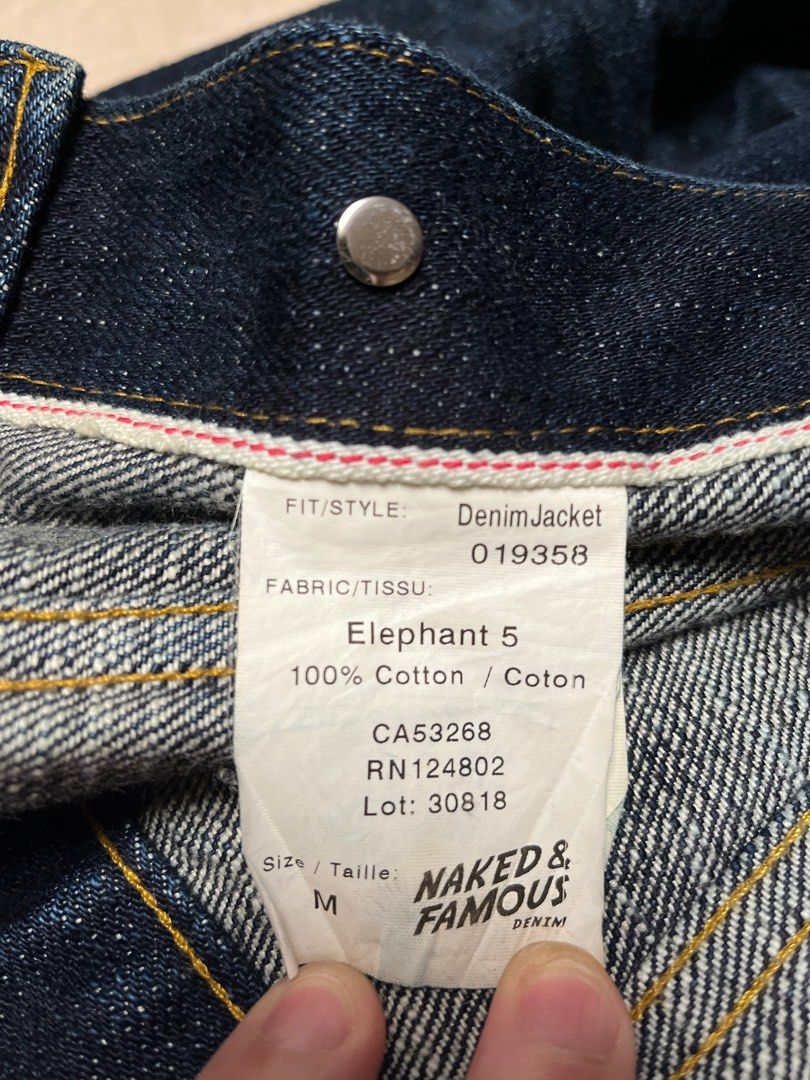 FIT/STYLE: DenimJacket
019358
FABRIC/TISSU:
Elephant 5
100% Cotton / Coton
CA53268
RN124802
Lot: 30818
Size / Taille:
M
NAKED &
FAMOUS
DENIM